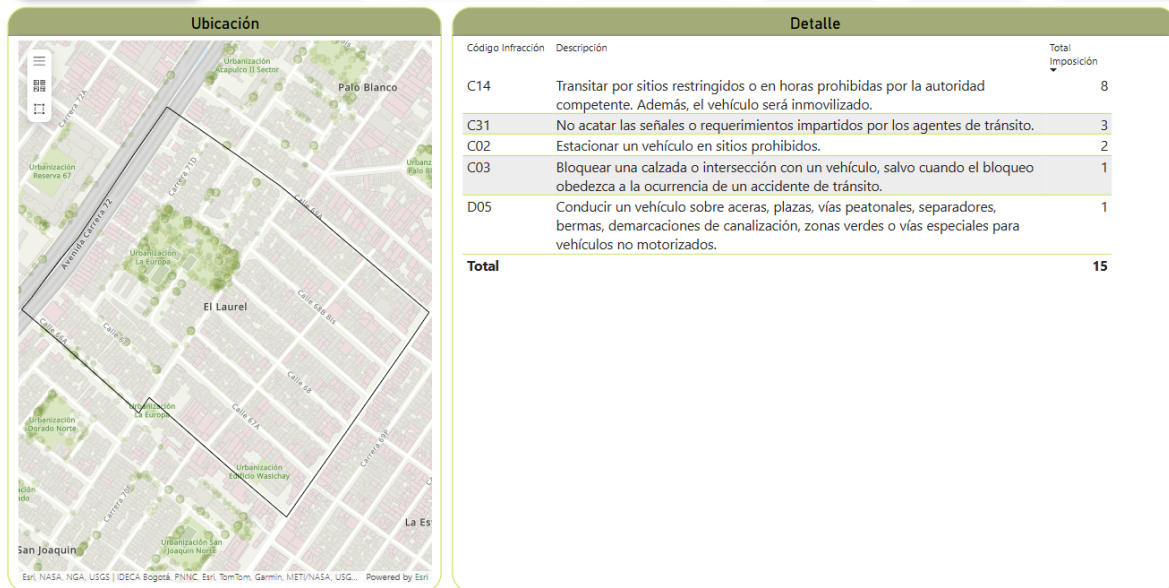 Ubicación
Urbanización
Acapulco II Sector
Palo Blanco
Carrera 72A
Carrera 71D
Urbanización
Reserva 67
Calle 69A
Avenida Carrera 72
Urbanización
La Europa
El Laurel
Calle 68B Bis
Calle 66A
Calle 67
Calle 68
Urbanización
La Europa
Calle 67A
Urbanización
Dorado Norte
Carrera 69P
Urbanización
Edificio Wasichay
Carrera 70F
La Es
San Joaquin
Urbanización San
Joaquín Norte
Esri, NASA, NGA, USGS | IDECA Bogotá, PNNC, Esri, TomTom, Garmin, METI/NASA, USG... Powered by Esri
Detalle
Código Infracción Descripción Total
Imposición
C14 Transitar por sitios restringidos o en horas prohibidas por la autoridad 8
competente. Además, el vehículo será inmovilizado.
C31 No acatar las señales o requerimientos impartidos por los agentes de tránsito. 3
C02 Estacionar un vehículo en sitios prohibidos. 2
C03 Bloquear una calzada o intersección con un vehículo, salvo cuando el bloqueo 1
obedezca a la ocurrencia de un accidente de tránsito.
D05 Conducir un vehículo sobre aceras, plazas, vías peatonales, separadores, 1
bermas, demarcaciones de canalización, zonas verdes o vías especiales para
vehículos no motorizados.
Total 15